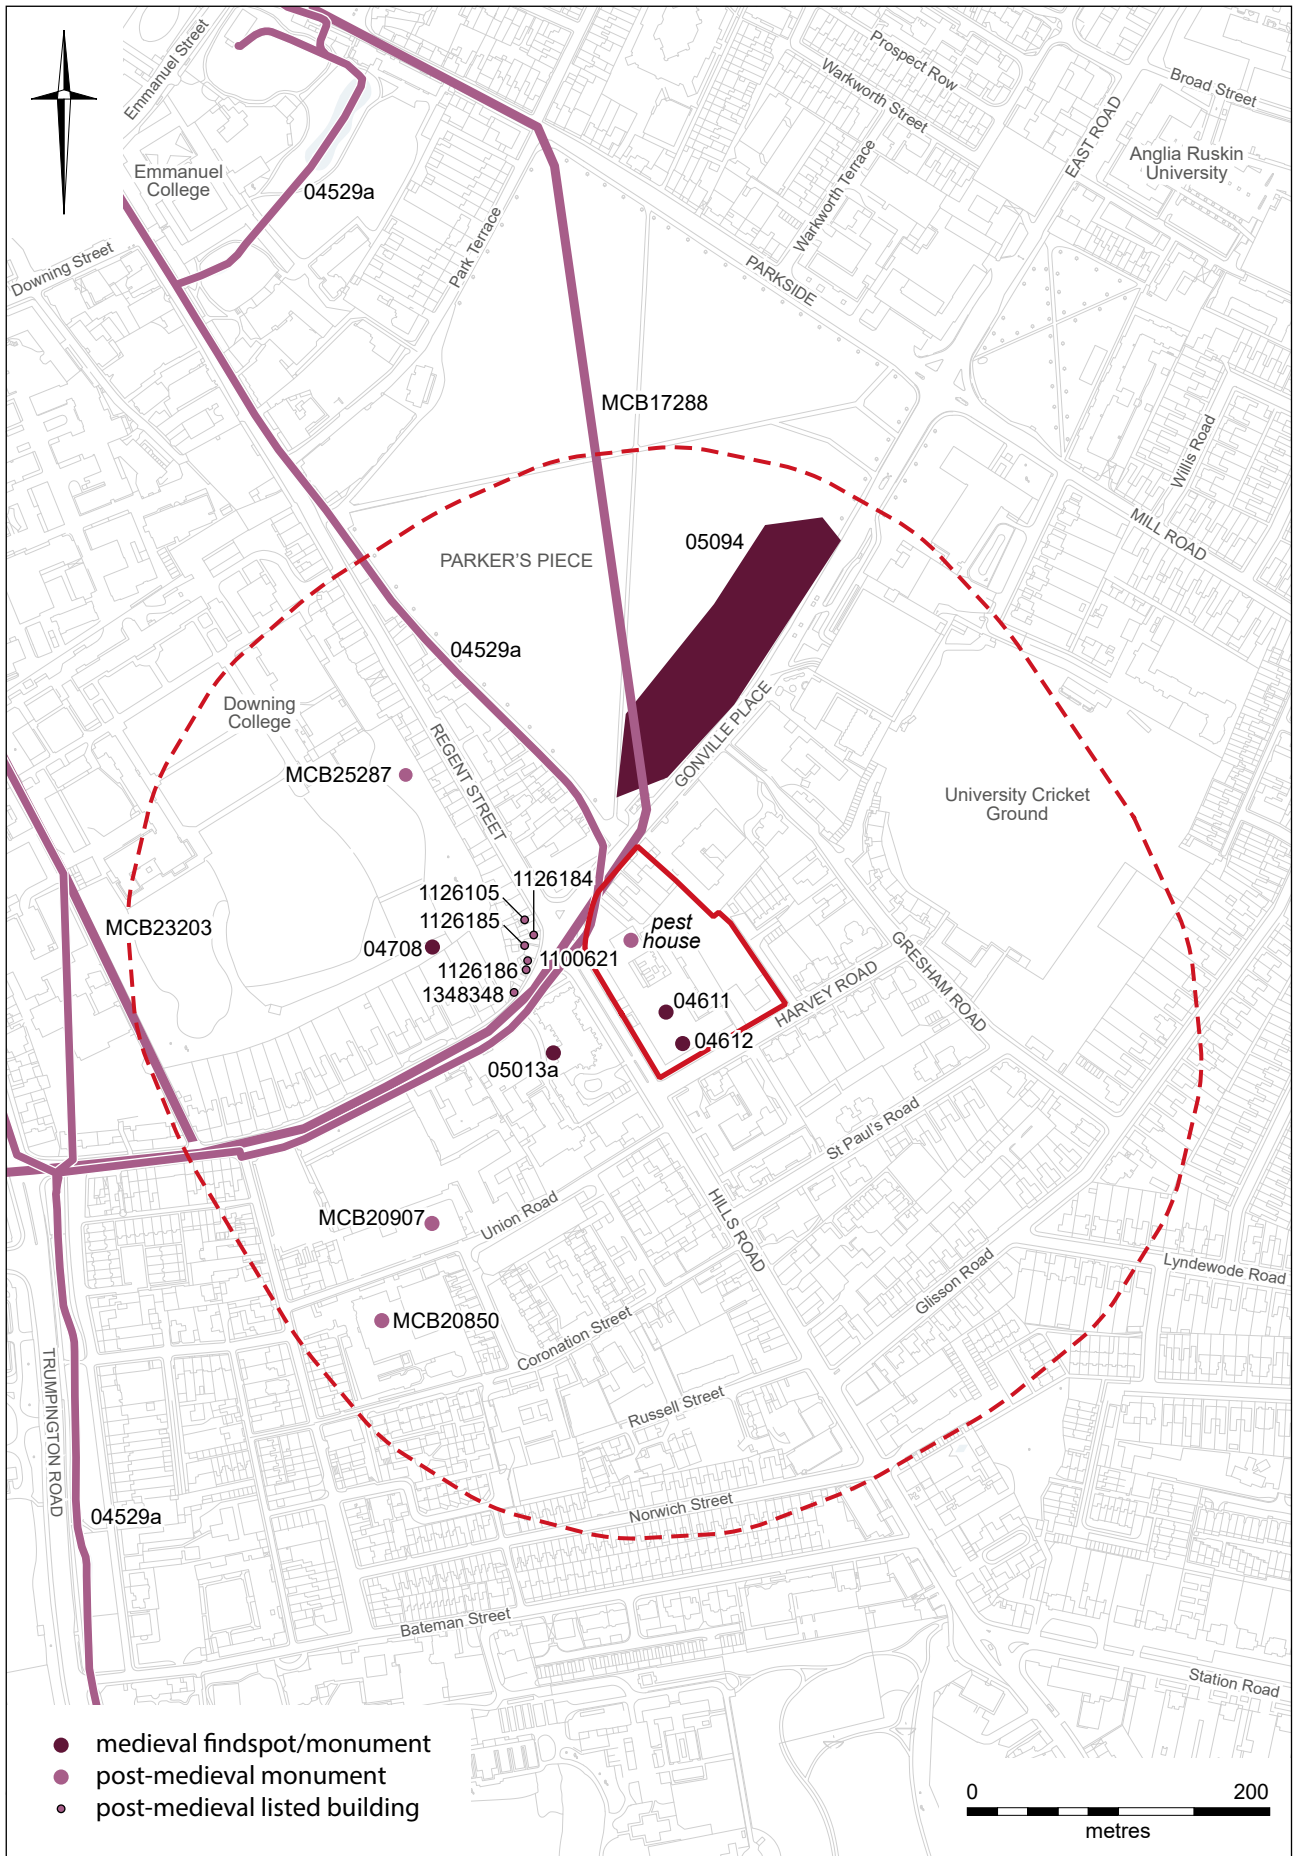 Emmanuel Street
Prospect Row
Warkworth Street
Broad Street
EAST ROAD
Anglia Ruskin
University
Emmanuel
College
04529a
Warkworth Terrace
Park Terrace
Downing Street
PARKSIDE
MCB17288
Willis Road
MILL ROAD
05094
PARKER'S PIECE
04529a
Downing
College
GONVILLE PLACE
REGENT STREET
MCB25287
University Cricket
Ground
1126184
1126105
1126185
pest
house
MCB23203
04708
1100621
1126186
1348348
GRESHAM ROAD
HARVEY ROAD
04611
04612
05013a
St Paul's Road
Union Road
MCB20907
HILLS ROAD
Lyndewode Road
Glisson Road
MCB20850
Coronation Street
TRUMPINGTON ROAD
Russell Street
Norwich Street
04529a
Bateman Street
Station Road
medieval findspot/monument
post-medieval monument
post-medieval listed building
0 200
metres